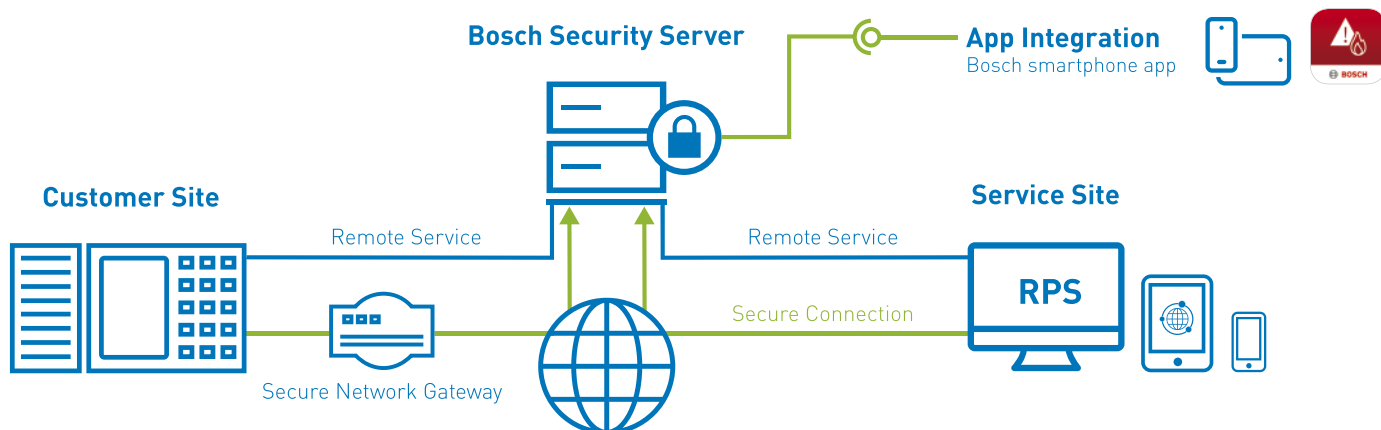 Bosch Security Server
App Integration
Bosch smartphone app
BOSCH
Customer Site
Service Site
Remote Service
Remote Service
RPS
Secure Connection
Secure Network Gateway